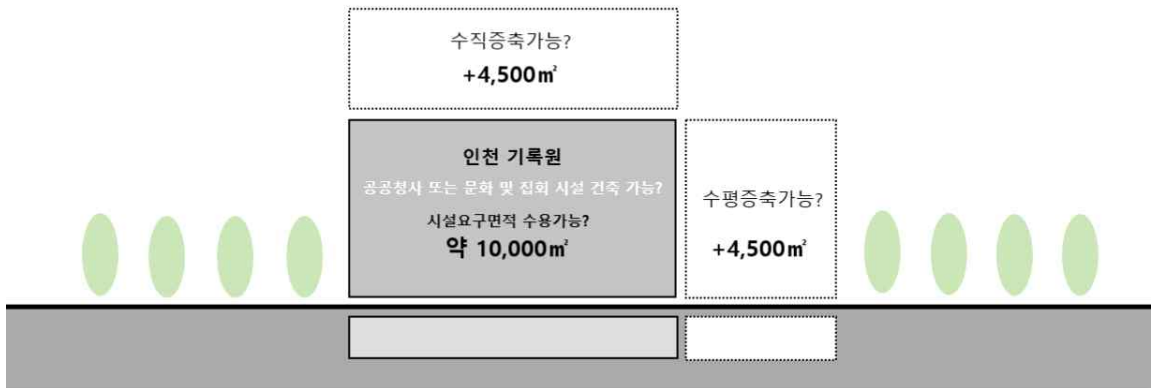 수직증축가능?
+4,500㎡
인천 기록원
공공청사 또는 문화 및 집회 시설 건축 가능?
시설요구면적 수용가능?
약 10,000㎡
수평증축가능?
+4,500㎡